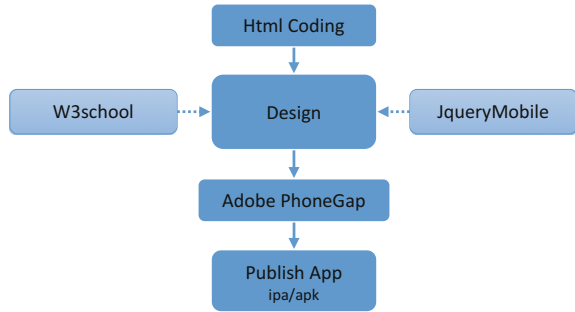 Html Coding
W3school
Design
JqueryMobile
Adobe PhoneGap
Publish App
ipa/apk